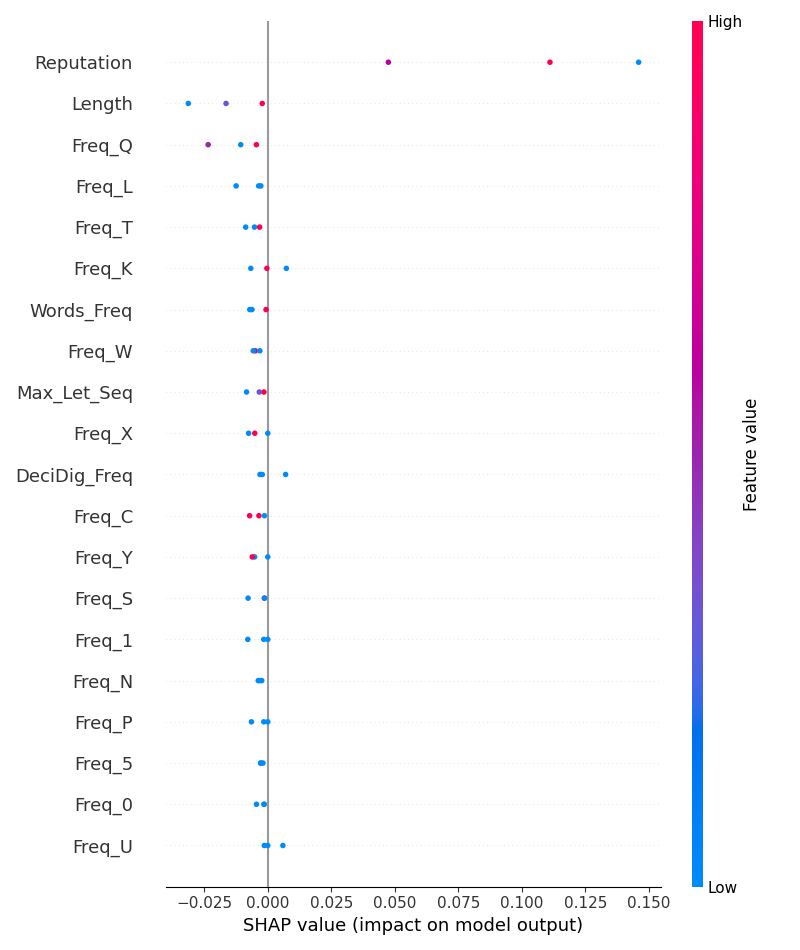 High
Reputation
Length
Freq_Q
Freq_L
Freq_T
Freq_K
Words_Freq
Freq_W
Max_Let_Seq
Freq_X
DeciDig_Freq
Freq_C
Freq_Y
Freq_S
Freq_1
Freq_N
Freq_P
Freq_5
Freq_0
Freq_U
Feature value
Low
−0.025 0.000 0.025 0.050 0.075 0.100 0.125 0.150
SHAP value (impact on model output)